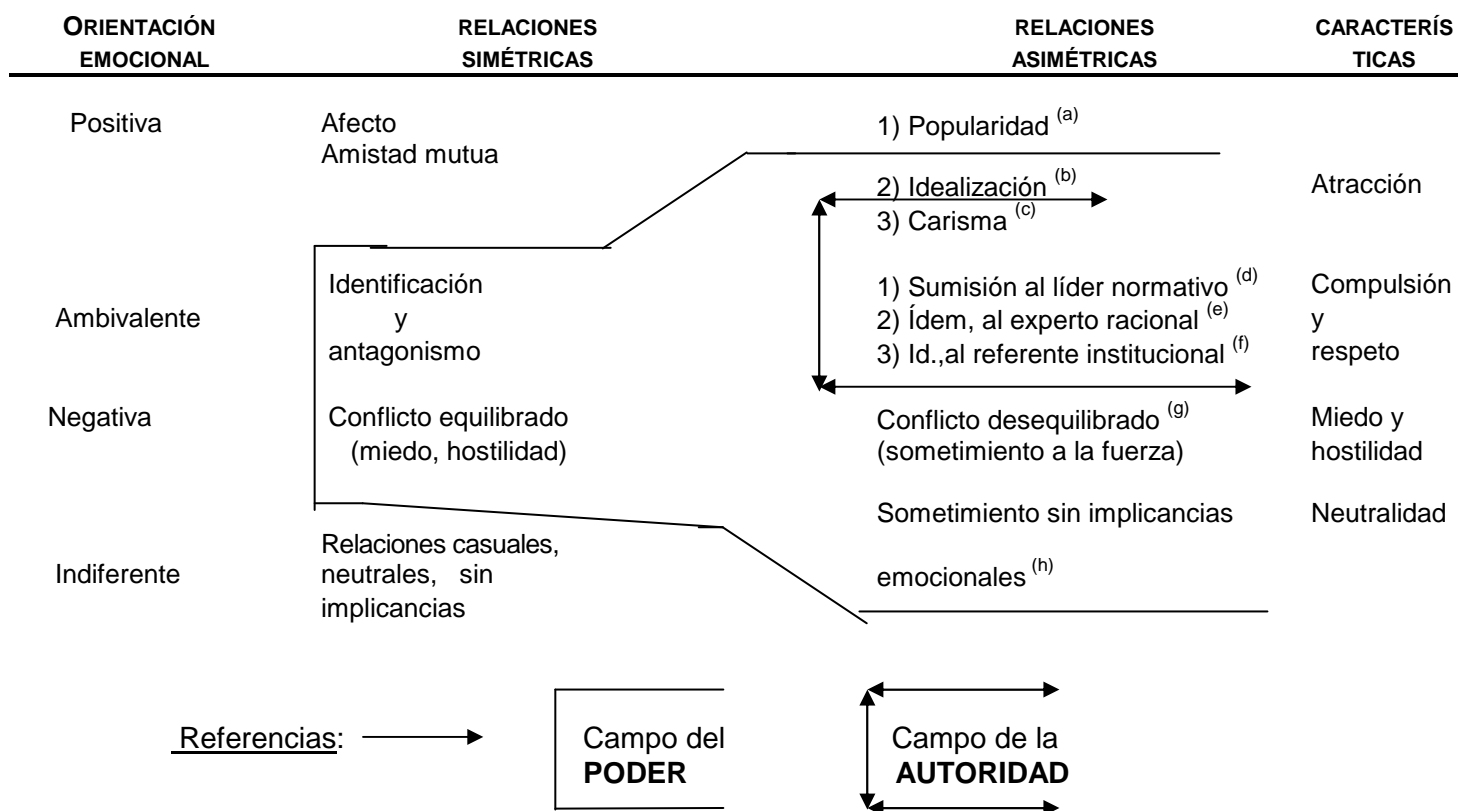 ORIENTACIÓN EMOCIONAL
RELACIONES SIMÉTRICAS
RELACIONES ASIMÉTRICAS
CARACTERÍS TICAS
Positiva
Afecto
Amistad mutua
1) Popularidad (a)
2) Idealización (b)
3) Carisma (c)
Atracción
Ambivalente
Identificación
y
antagonismo
1) Sumisión al líder normativo (d)
2) Ídem, al experto racional (e)
3) Id.,al referente institucional (f)
Compulsión
y
respeto
Negativa
Conflicto equilibrado
(miedo, hostilidad)
Conflicto desequilibrado (g)
(sometimiento a la fuerza)
Miedo y
hostilidad
Indiferente
Relaciones casuales,
neutrales, sin
implicancias
Sometimiento sin implicancias
emocionales (h)
Neutralidad
Referencias:
Campo del
PODER
Campo de la
AUTORIDAD